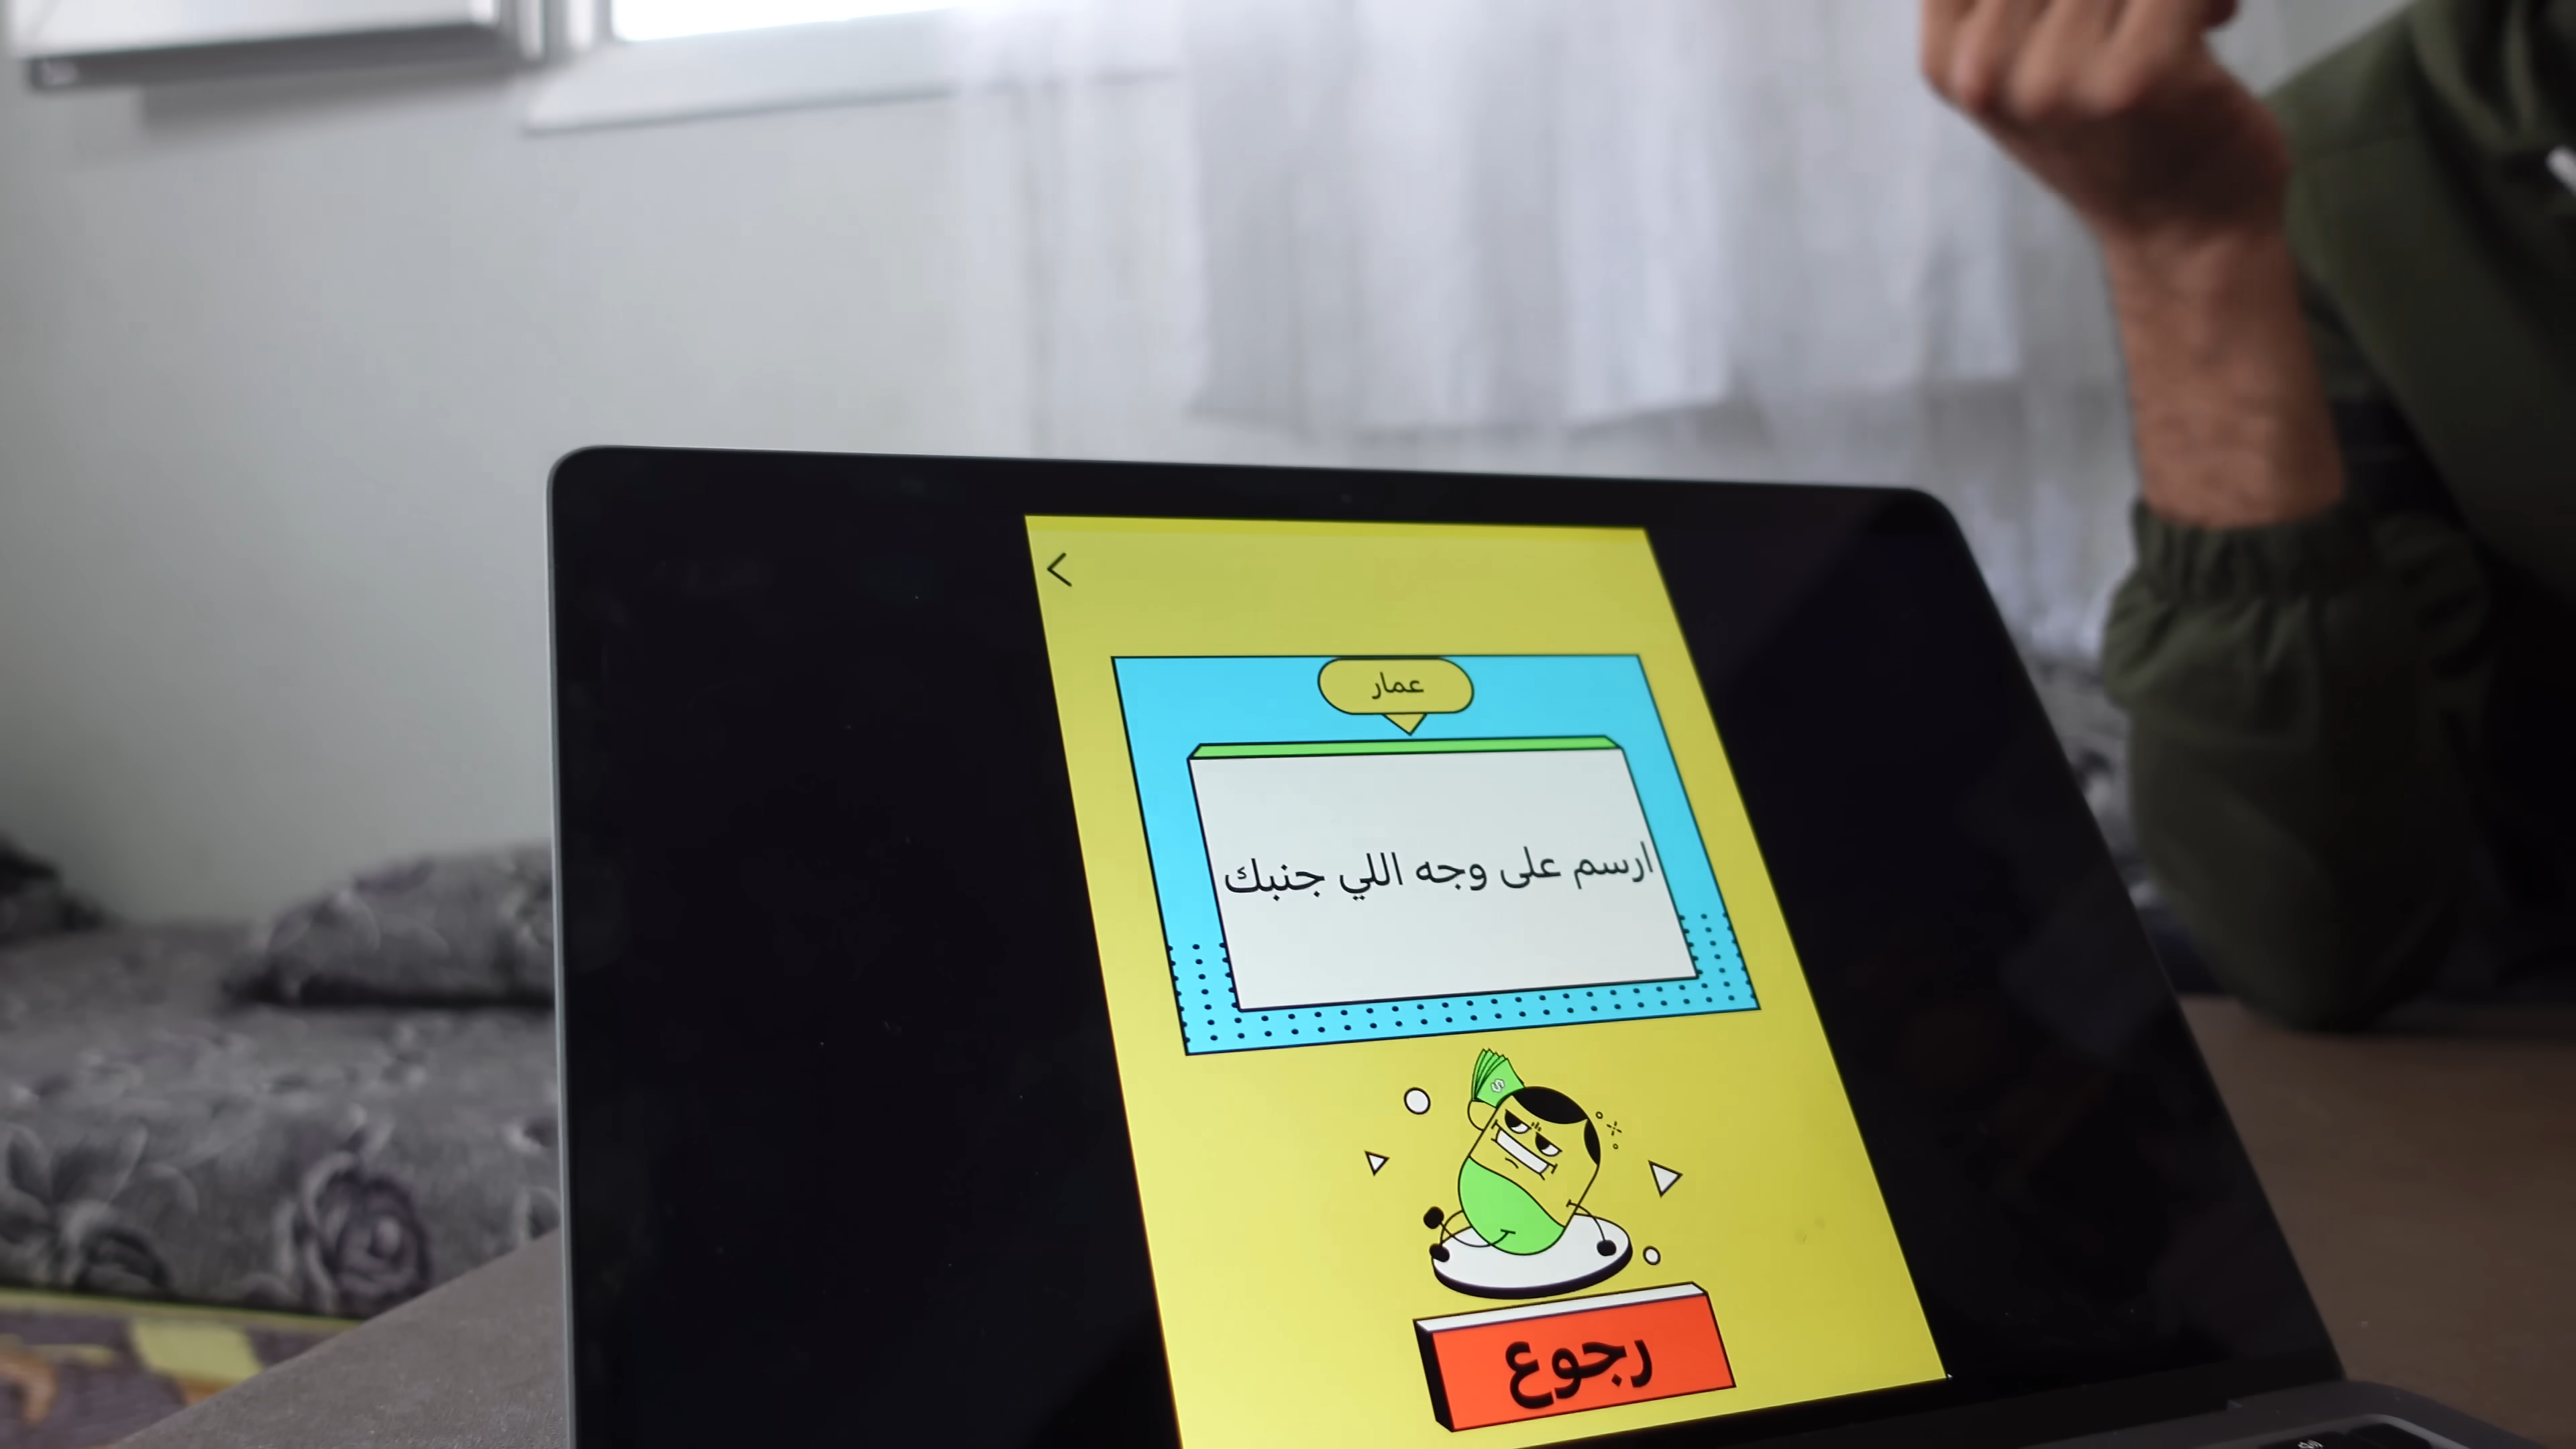 عمار
ارسم على وجه اللي جنبك
رجوع